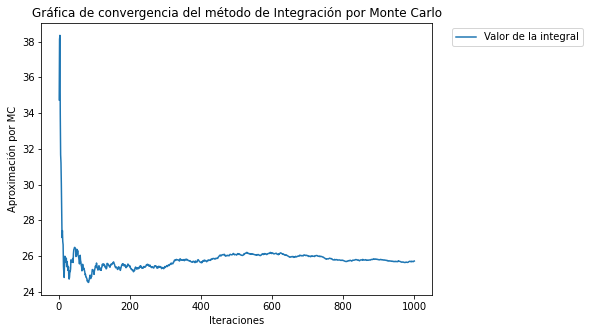 Gráfica de convergencia del método de Integración por Monte Carlo
Valor de la integral
Aproximación por MC
38
36
34
32
30
28
26
24
0 200 400 600 800 1000
Iteraciones